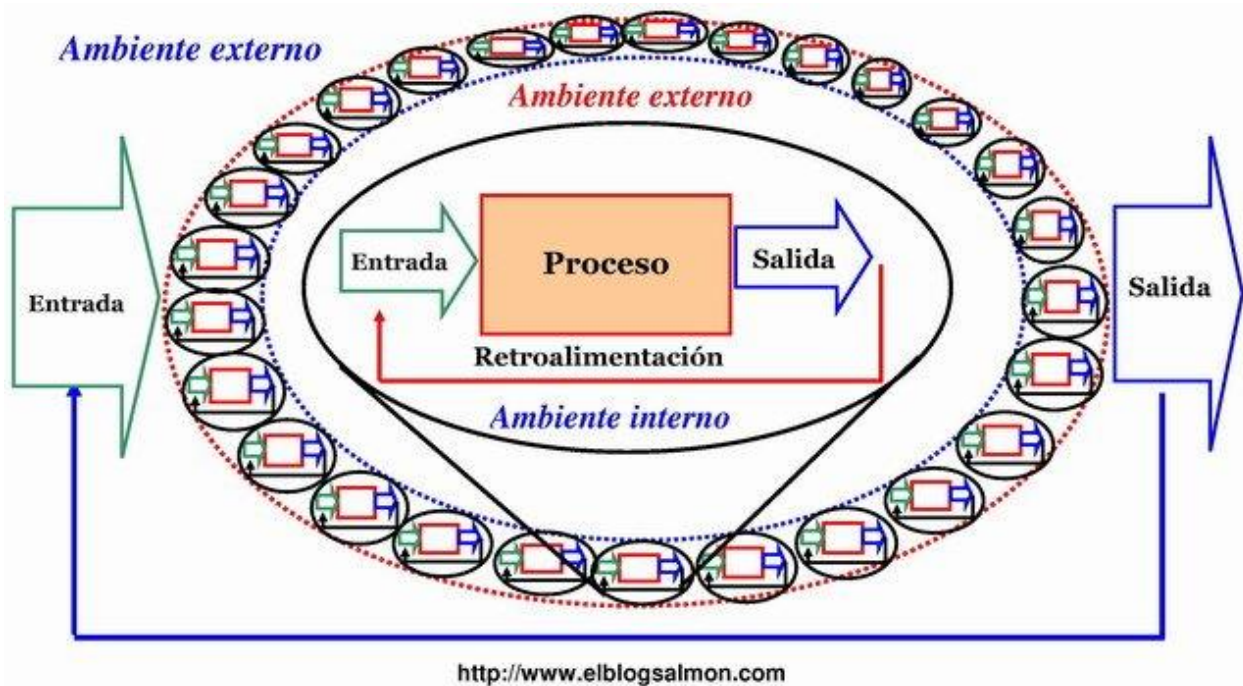 Ambiente externo
Ambiente externo
Entrada
Entrada
Proceso
Salida
Salida
Retroalimentación
Ambiente interno
http://www.elblogsalmon.com